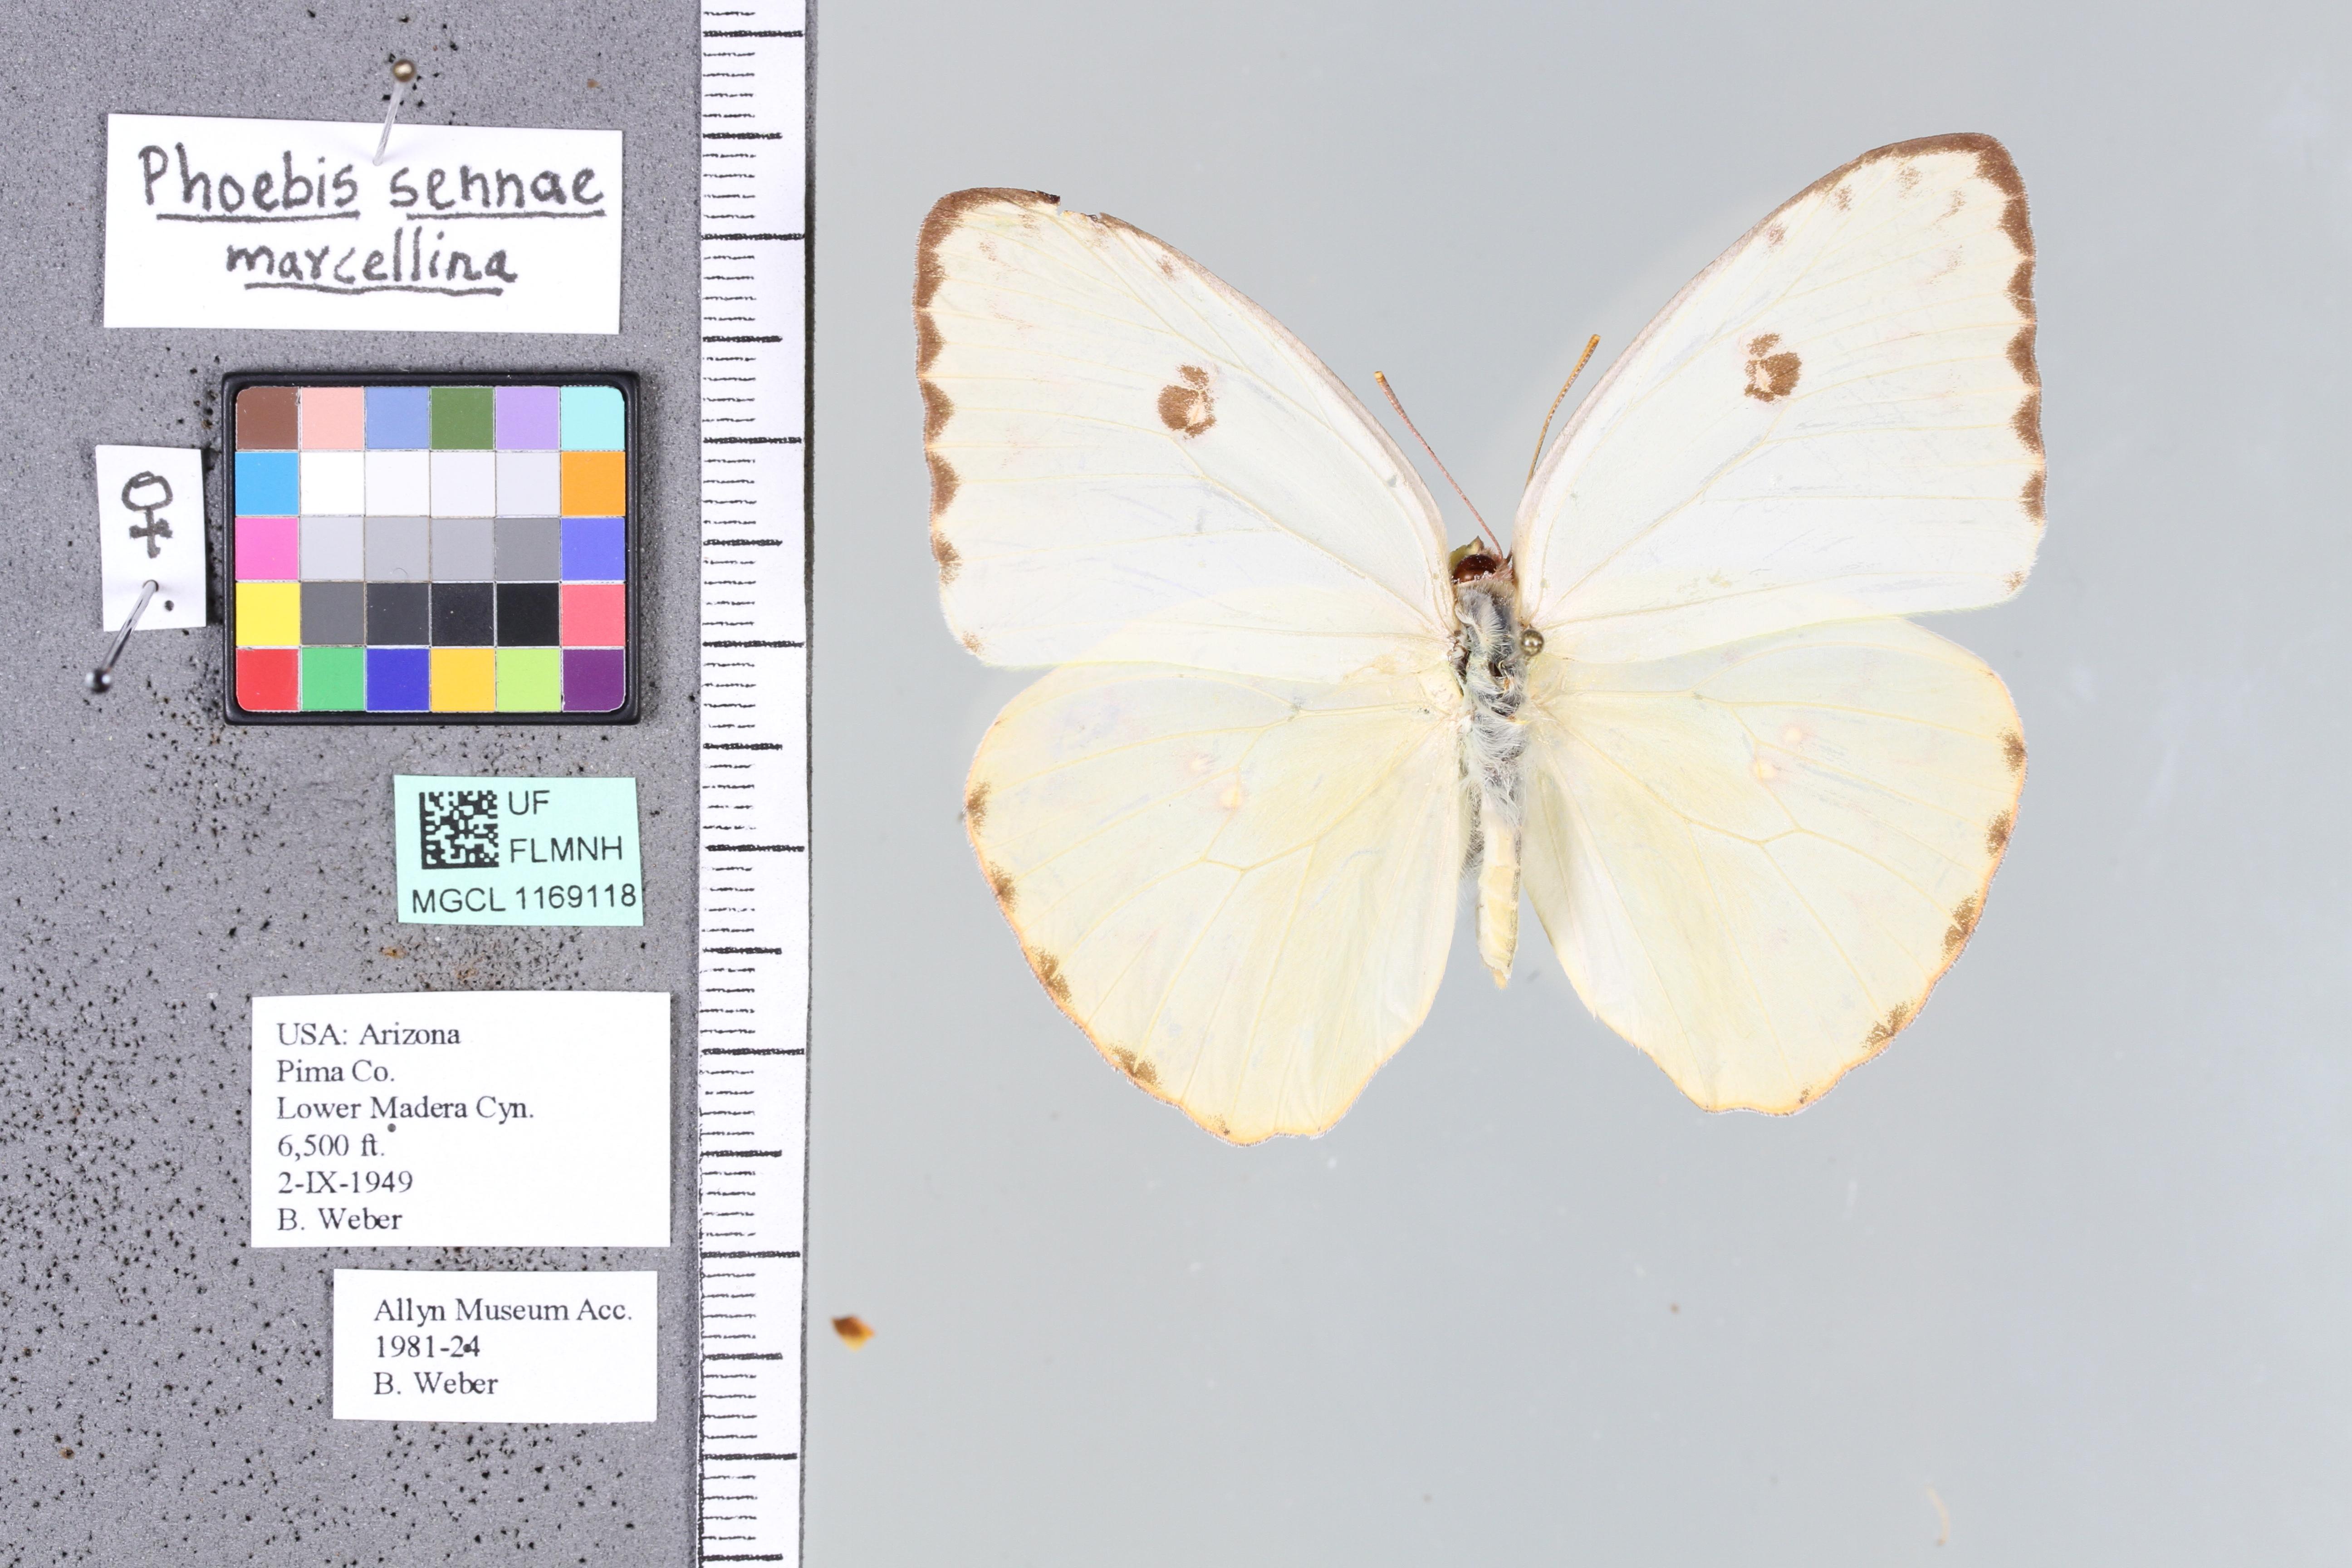 Phoebis sennae
marcellina
♀
UF
FLMNH
MGCL 1169118
USA: Arizona
Pima Co.
Lower Madera Cyn.
6,500 ft.
2-IX-1949
B. Weber
Allyn Museum Acc.
1981-24
B. Weber